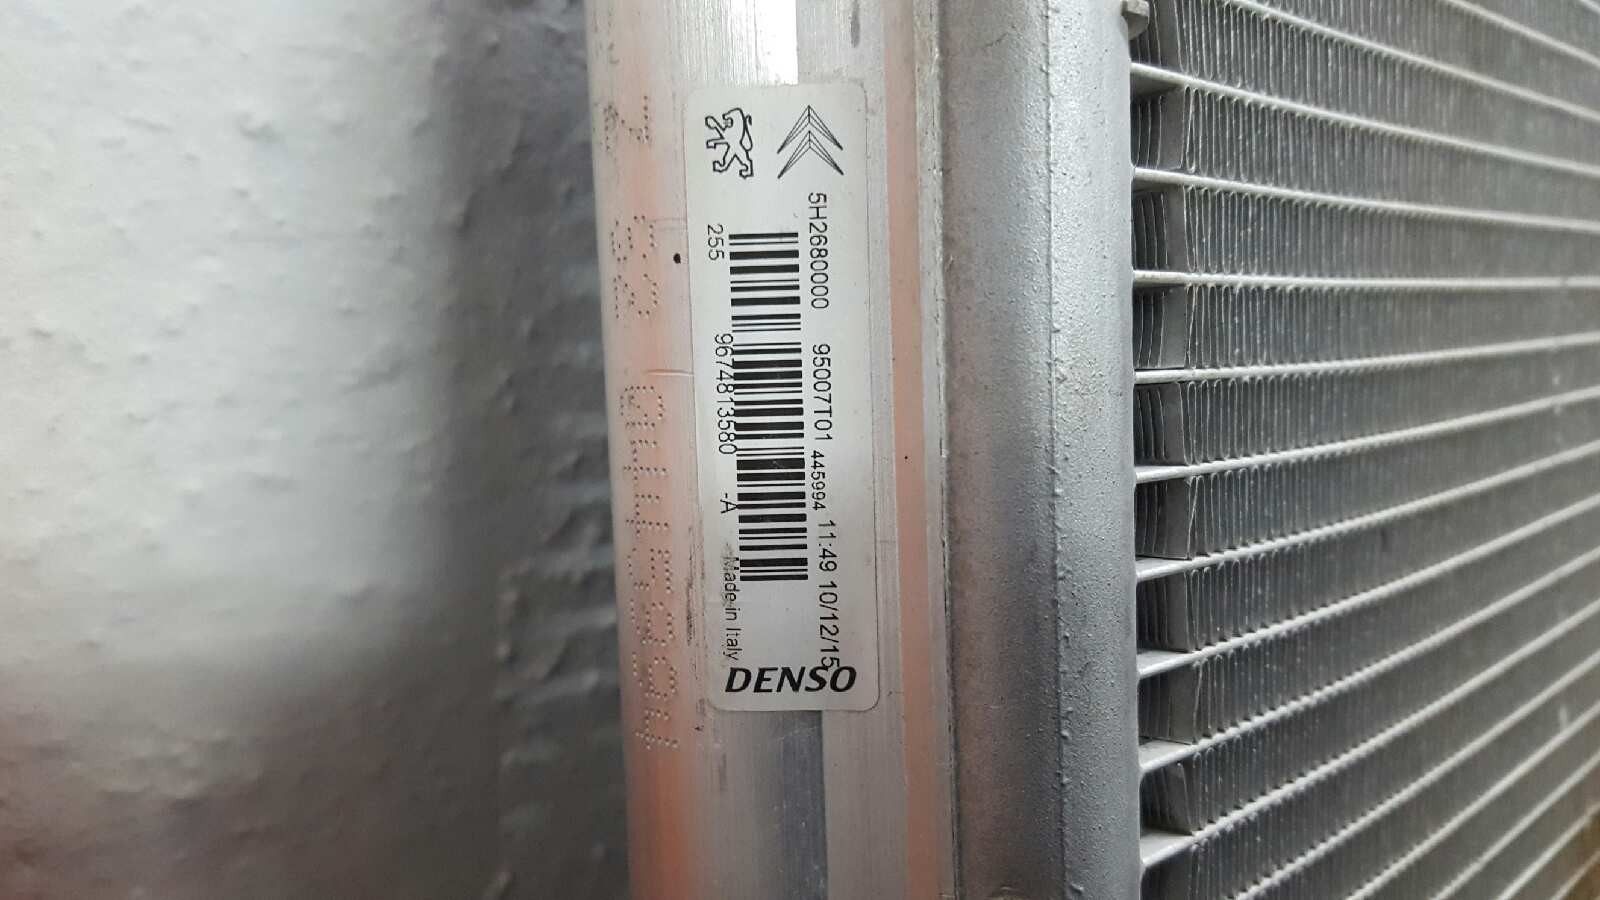 5H2680000 95007T01 445994 11:49 10/12/15
255 9674813580 -A Made in Italy
DENSO